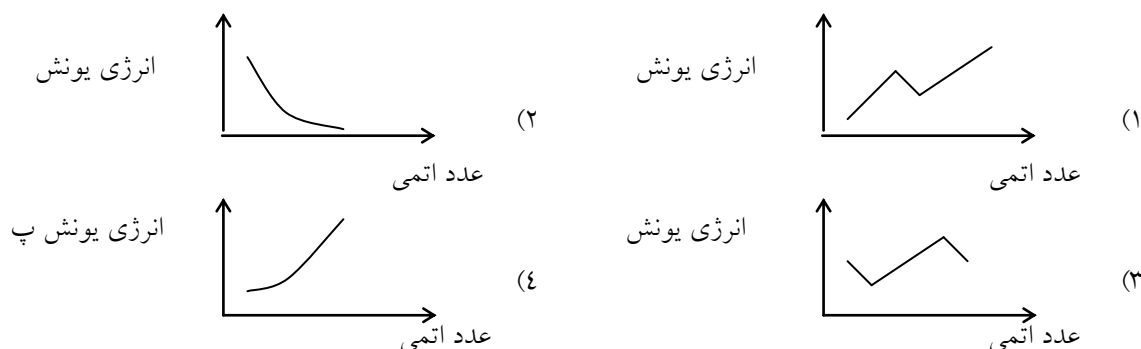 ۱) انرژی یونش
عدد اتمی
۲) انرژی یونش
عدد اتمی
۳) انرژی یونش
عدد اتمی
٤) انرژی یونش پ
عدد اتمی